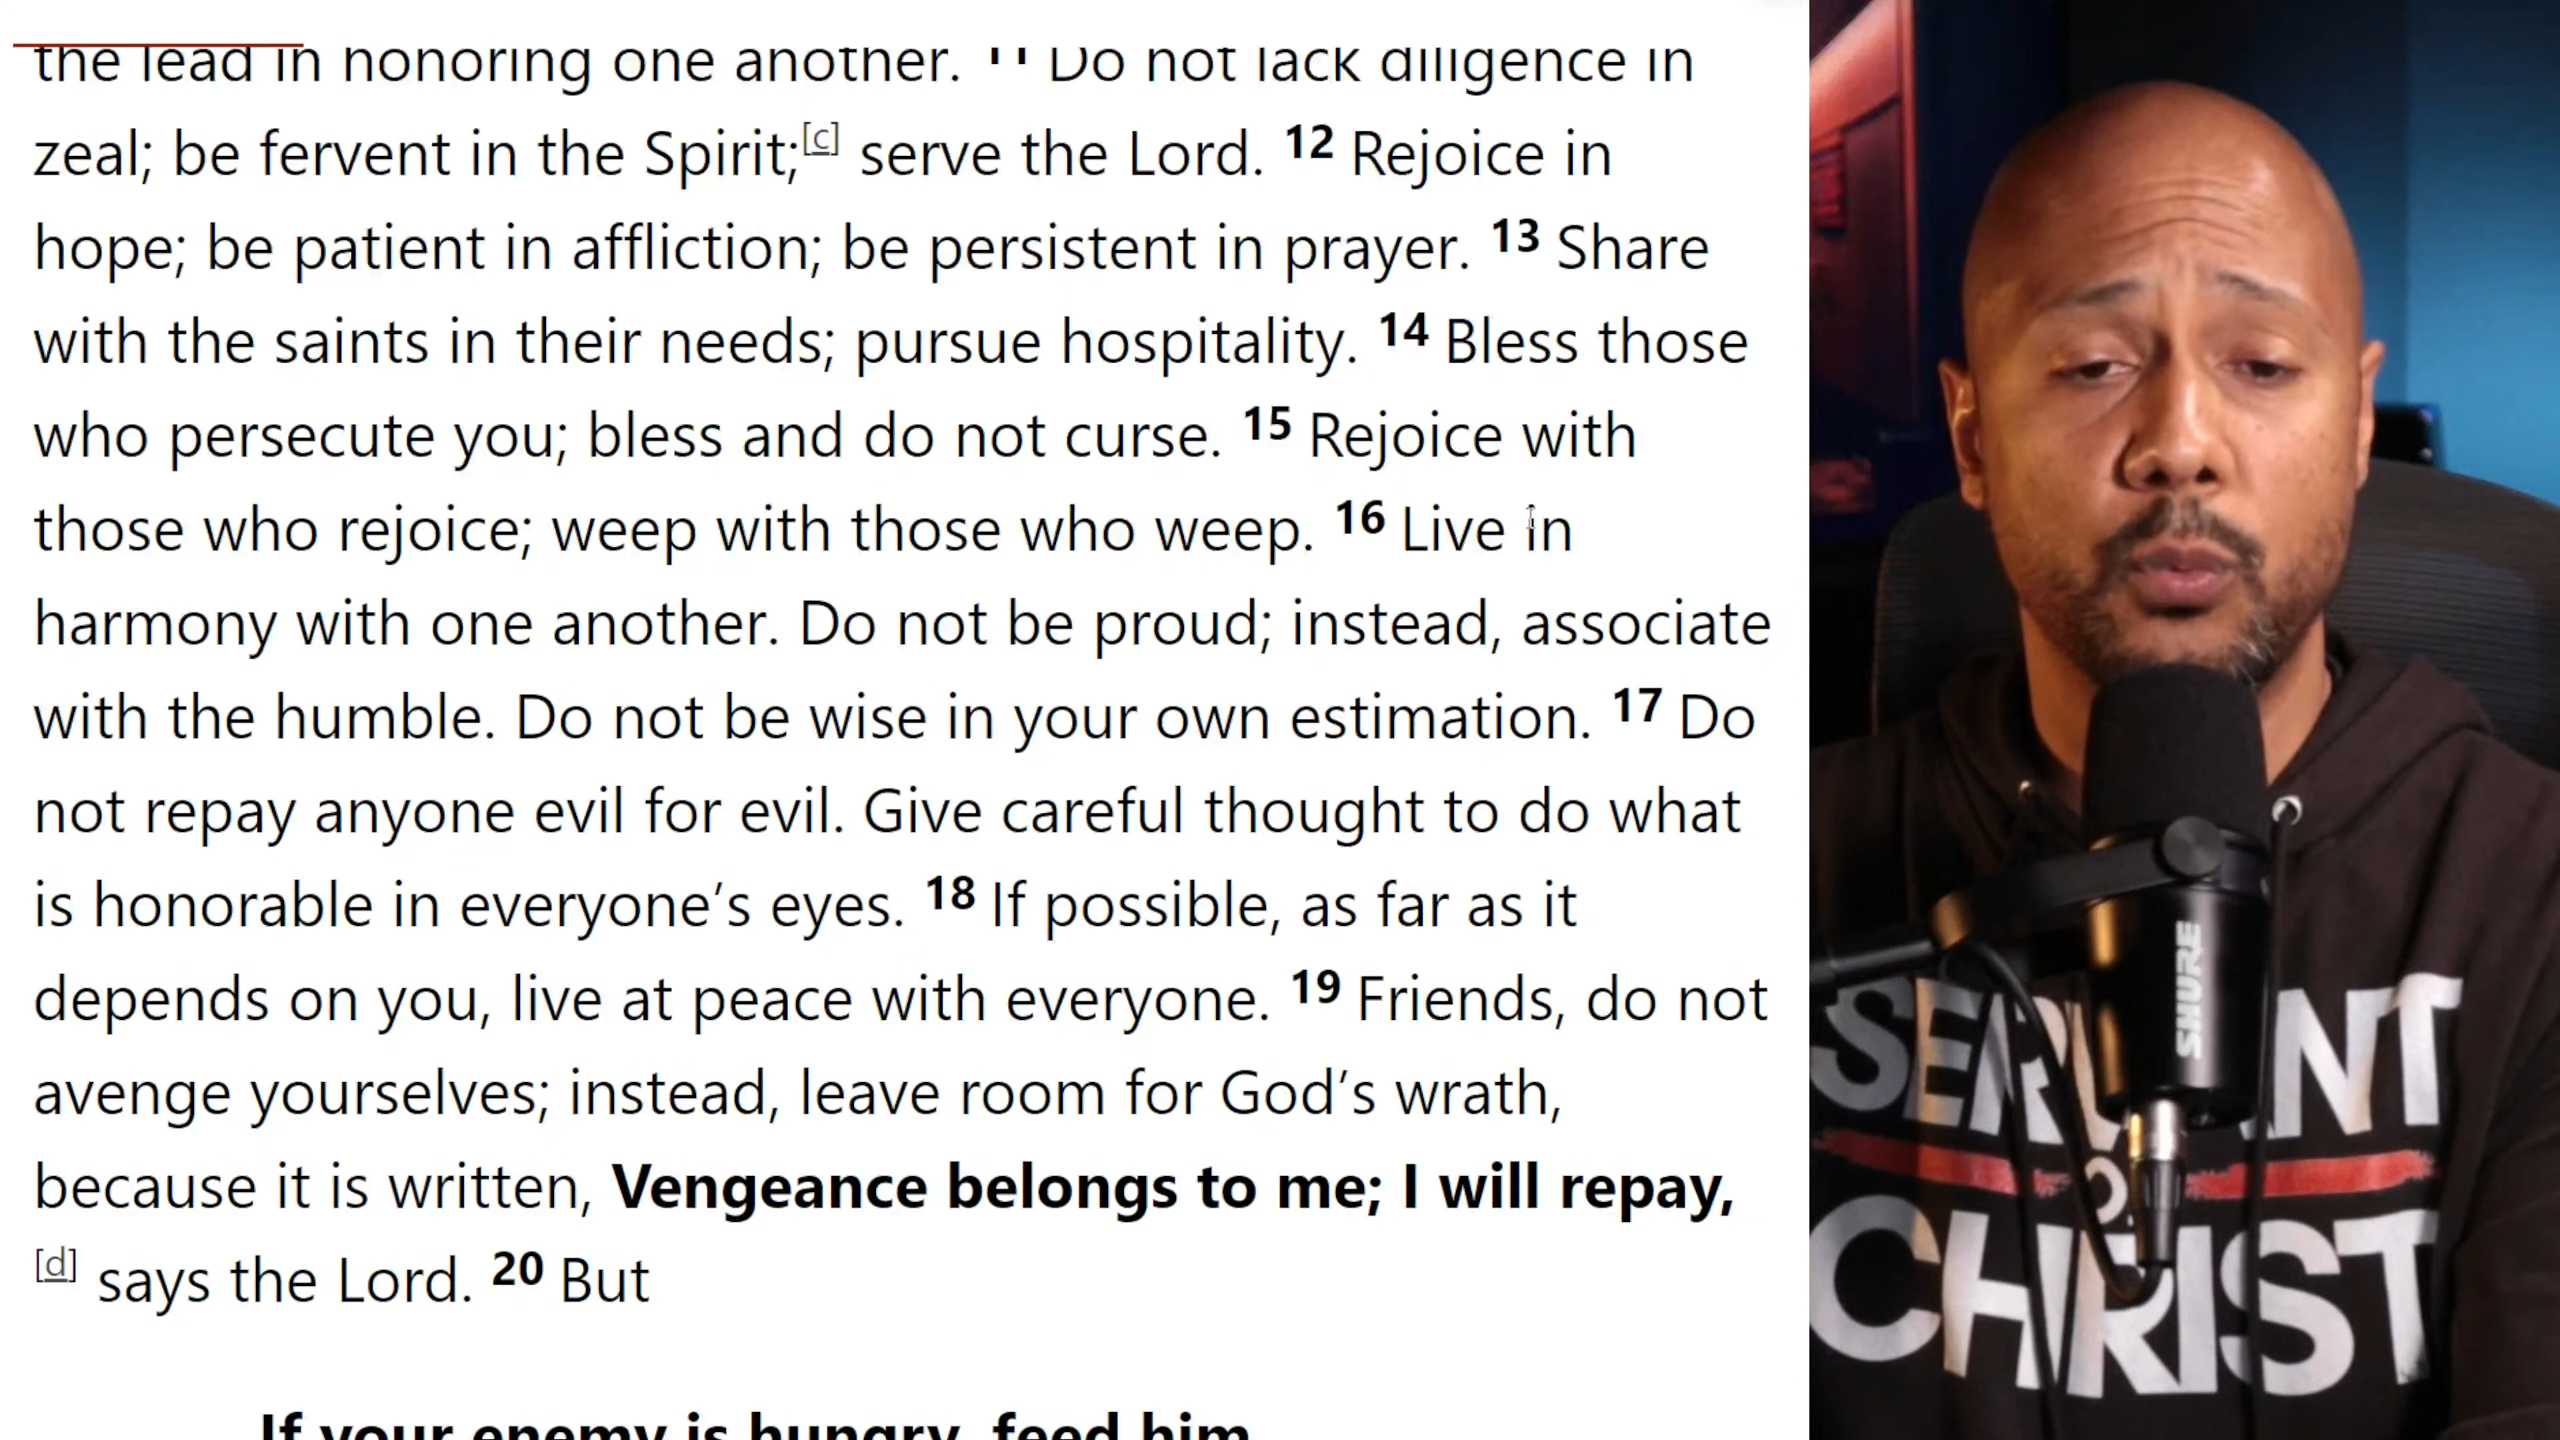 the lead in honoring one another. 11 Do not lack diligence in
zeal; be fervent in the Spirit;[c] serve the Lord. 12 Rejoice in
hope; be patient in affliction; be persistent in prayer. 13 Share
with the saints in their needs; pursue hospitality. 14 Bless those
who persecute you; bless and do not curse. 15 Rejoice with
those who rejoice; weep with those who weep. 16 Live in
harmony with one another. Do not be proud; instead, associate
with the humble. Do not be wise in your own estimation. 17 Do
not repay anyone evil for evil. Give careful thought to do what
is honorable in everyone’s eyes. 18 If possible, as far as it
depends on you, live at peace with everyone. 19 Friends, do not
avenge yourselves; instead, leave room for God’s wrath,
because it is written, Vengeance belongs to me; I will repay,
[d] says the Lord. 20 But
If your enemy is hungry, feed him
SHURE
SERVANT
OF
CHRIST